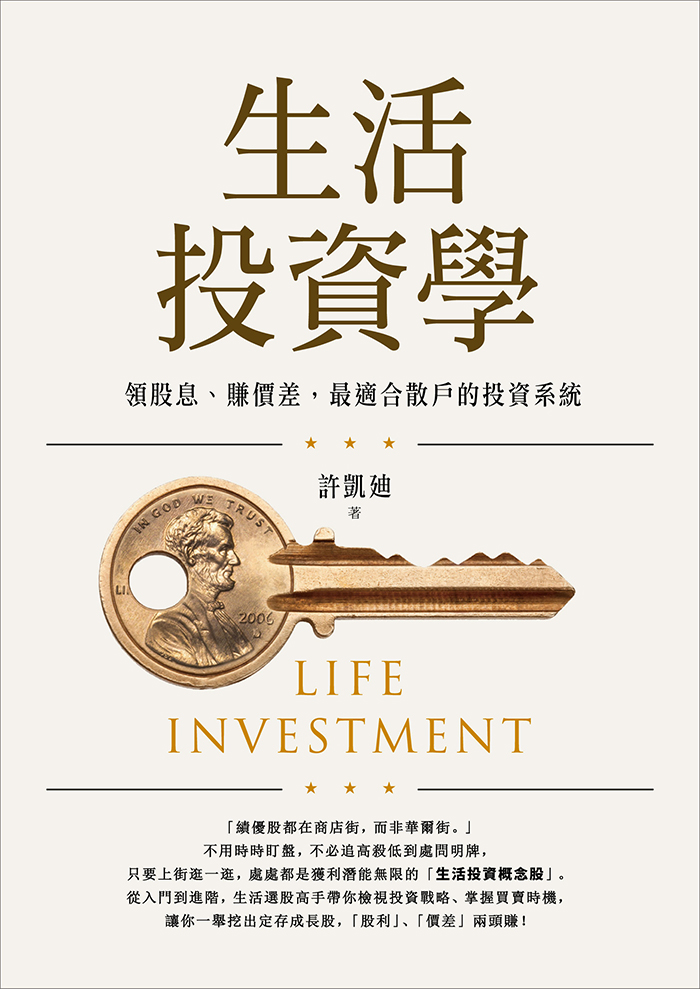 生活
投資學
領股息、賺價差，最適合散戶的投資系統
許凱廸
著
IN GOD WE TRUST
LI
2006
D
LIFE
INVESTMENT
「績優股都在商店街，而非華爾街。」
不用時時盯盤，不必追高殺低到處問明牌，
只要上街逛一逛，處處都是獲利潛能無限的「生活投資概念股」。
從入門到進階，生活選股高手帶你檢視投資戰略、掌握買賣時機，
讓你一舉挖出定存成長股，「股利」、「價差」兩頭賺！